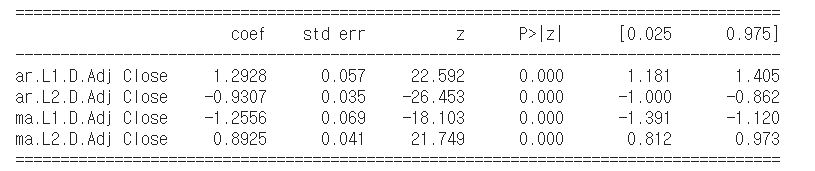 ==============================================================================
                      coef    std err          z      P>|z|      [0.025      0.975]
------------------------------------------------------------------------------
ar.L1.D.Adj Close     1.2928      0.057     22.592      0.000       1.181       1.405
ar.L2.D.Adj Close    -0.9307      0.035    -26.453      0.000      -1.000      -0.862
ma.L1.D.Adj Close    -1.2556      0.069    -18.103      0.000      -1.391      -1.120
ma.L2.D.Adj Close     0.8925      0.041     21.749      0.000       0.812       0.973
==============================================================================